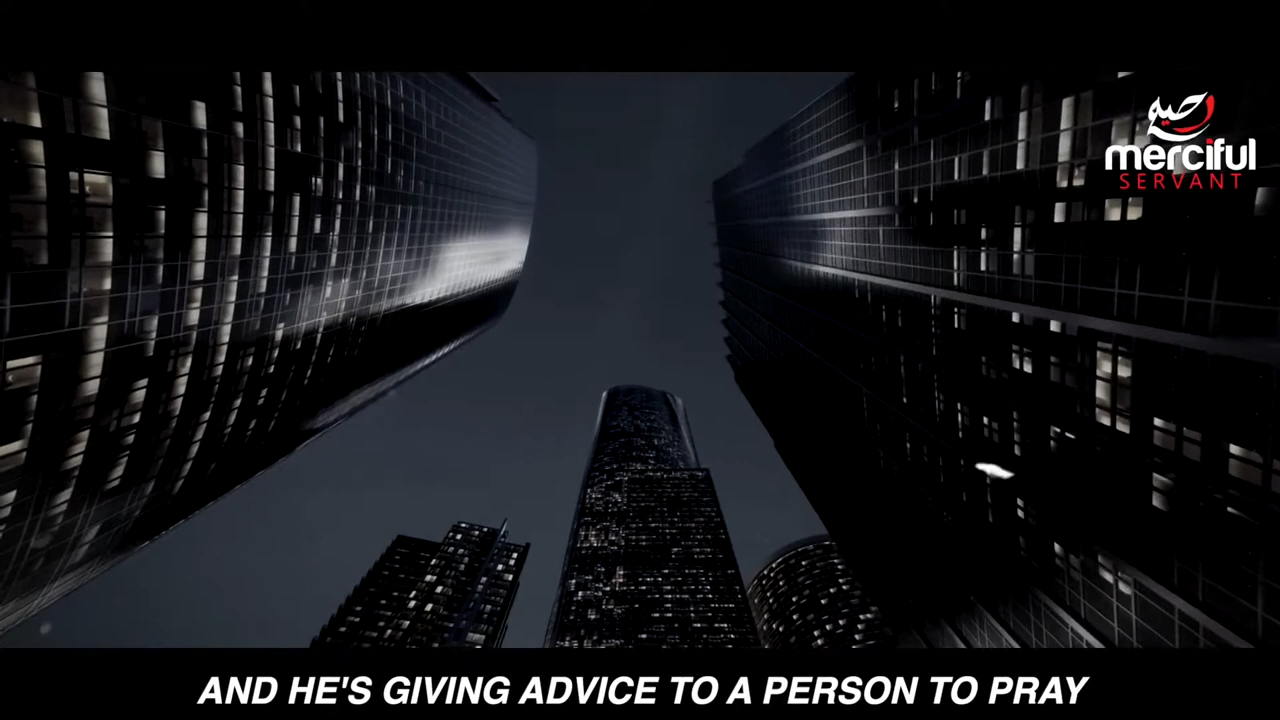 رحيم
merciful
SERVANT
AND HE'S GIVING ADVICE TO A PERSON TO PRAY